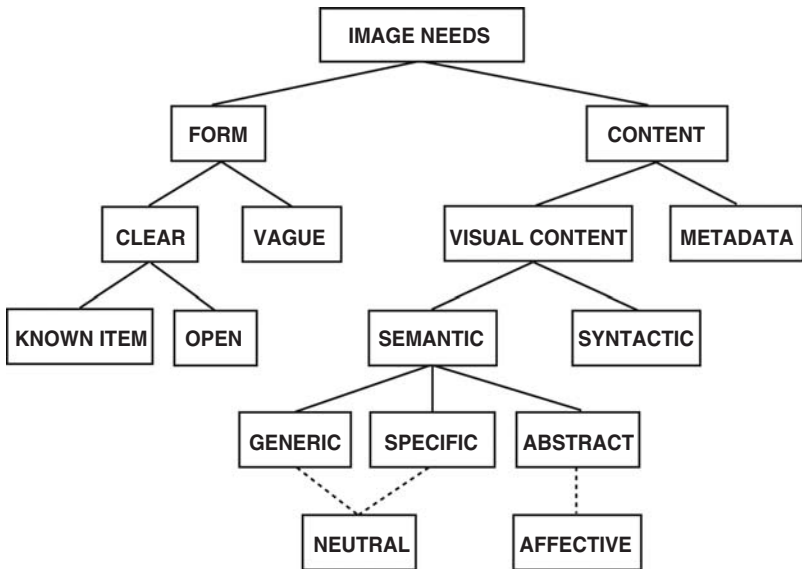 IMAGE NEEDS
FORM
CONTENT
CLEAR
VAGUE
VISUAL CONTENT
METADATA
KNOWN ITEM
OPEN
SEMANTIC
SYNTACTIC
GENERIC
SPECIFIC
ABSTRACT
NEUTRAL
AFFECTIVE